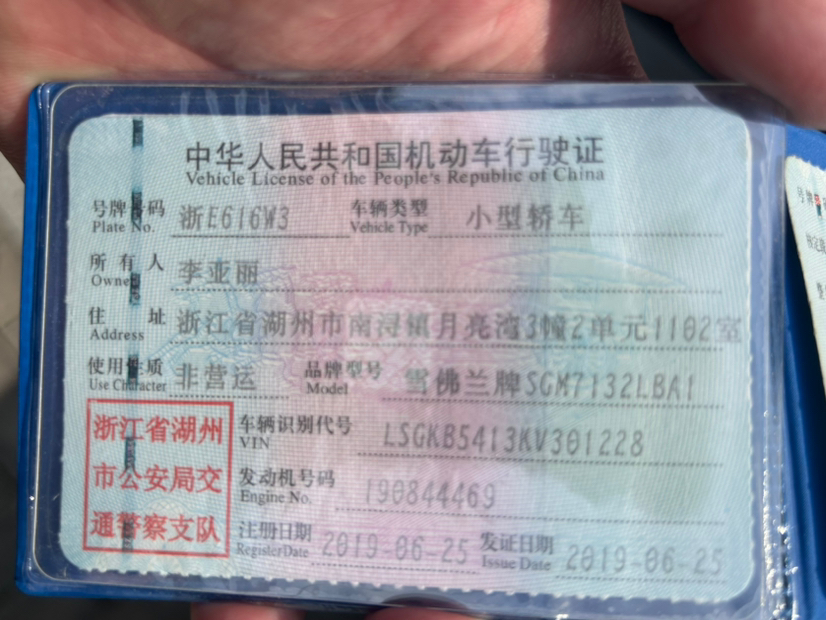 中华人民共和国机动车行驶证
Vehicle License of the People's Republic of China
号牌号码 浙E616W3 车辆类型 小型轿车
Plate No. Vehicle Type
所有人 李亚丽
Owner
住址 浙江省湖州市南浔镇月亮湾3幢2单元1102室
Address
使用性质 非营运 品牌型号 雪佛兰牌SGM7132LBA1
Use Character Model
浙江省湖州 车辆识别代号 LSGKB5413KV301228
VIN
市公安局交 发动机号码 190844469
Engine No.
通警察支队 注册日期 2019-06-25 发证日期 2019-06-25
Register Date Issue Date
号牌